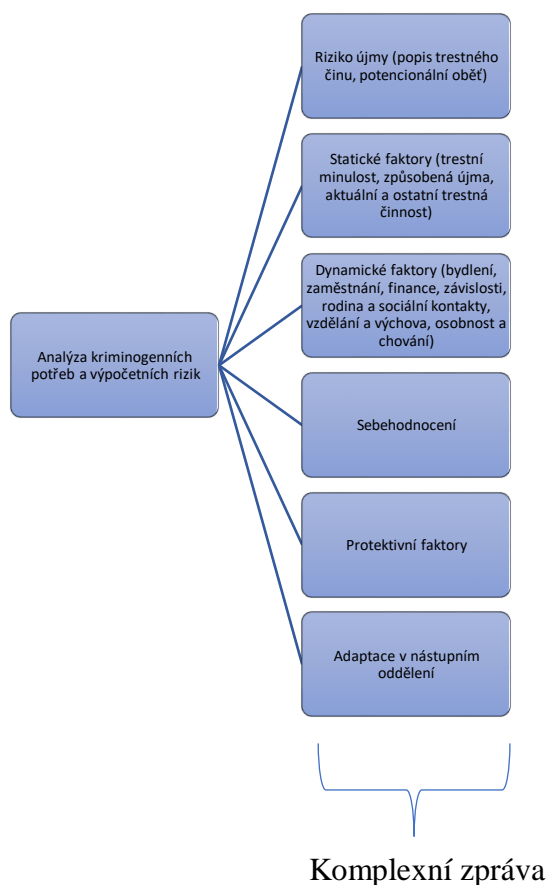 Riziko újmy (popis trestného
činu, potencionální oběť)
Statické faktory (trestní
minulost, způsobená újma,
aktuální a ostatní trestná
činnost)
Dynamické faktory (bydlení,
zaměstnání, finance, závislosti,
rodina a sociální kontakty,
vzdělání a výchova, osobnost a
chování)
Analýza kriminogenních
potřeb a výpočetních rizik
Sebehodnocení
Protektivní faktory
Adaptace v nástupním
oddělení
Komplexní zpráva